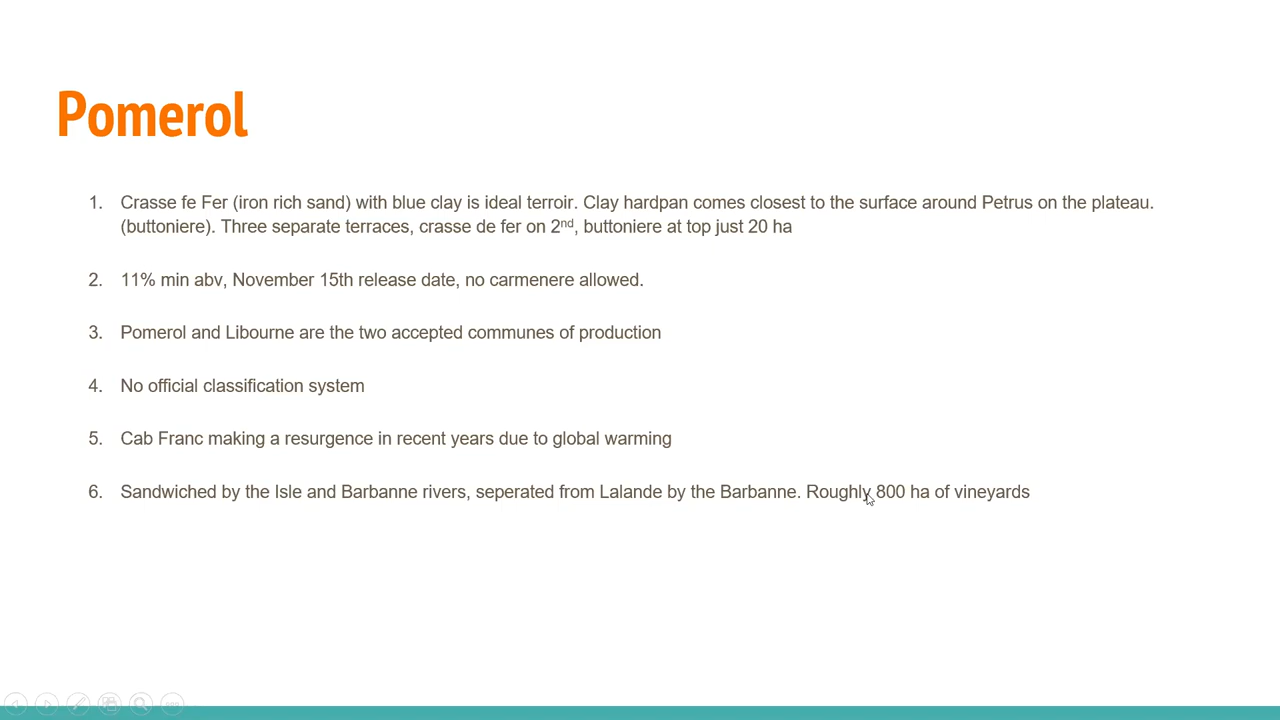 Pomerol
1. Crasse fe Fer (iron rich sand) with blue clay is ideal terroir. Clay hardpan comes closest to the surface around Petrus on the plateau.
(buttoniere). Three separate terraces, crasse de fer on 2nd, buttoniere at top just 20 ha
2. 11% min abv, November 15th release date, no carmenere allowed.
3. Pomerol and Libourne are the two accepted communes of production
4. No official classification system
5. Cab Franc making a resurgence in recent years due to global warming
6. Sandwiched by the Isle and Barbanne rivers, seperated from Lalande by the Barbanne. Roughly 800 ha of vineyards